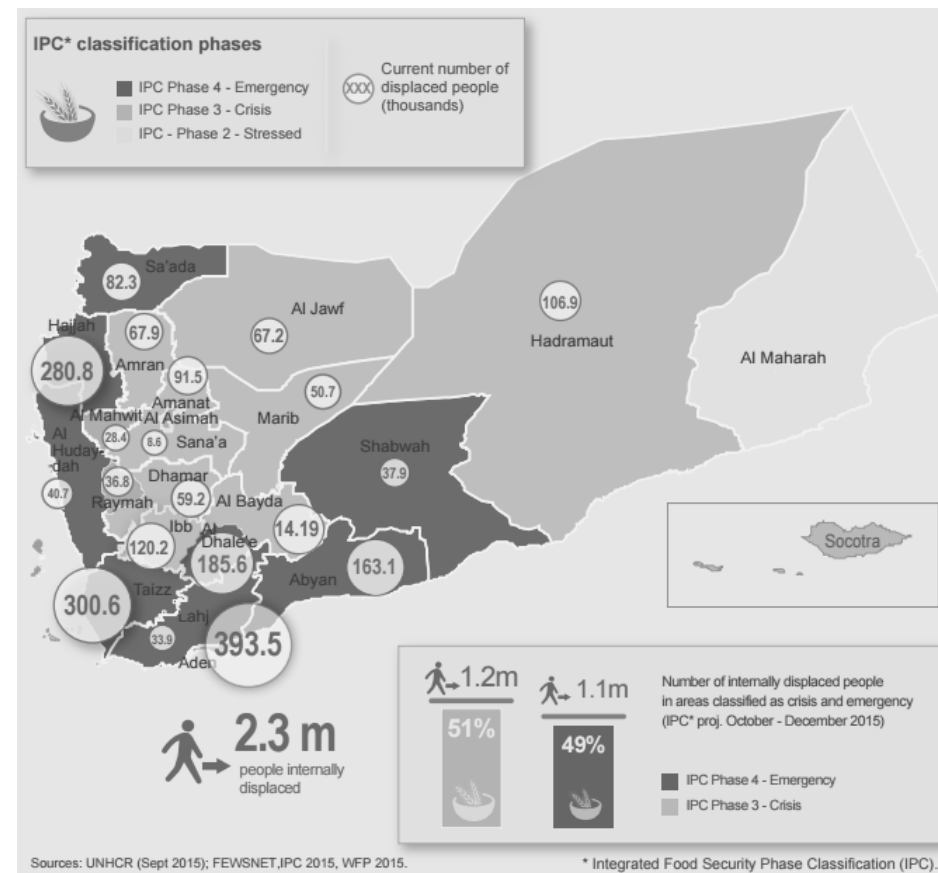 IPC* classification phases
IPC Phase 4 - Emergency
IPC Phase 3 - Crisis
IPC - Phase 2 - Stressed
XXX
Current number of
displaced people
(thousands)
Sa'ada
82.3
Hajjah
280.8
67.9
Amran
Al Jawf
67.2
106.9
Hadramaut
Al Maharah
91.5
Amanat
Al Asimah
50.7
Marib
Al Mahwit
28.4
8.6
Sana'a
Al
Huday-
dah
40.7
Shabwah
37.9
36.8
Raymah
Dhamar
59.2
Al Bayda
14.19
Ibb
120.2
Al
Dhale'e
185.6
Abyan
163.1
Socotra
Taizz
300.6
Lahj
33.9
Aden
393.5
2.3 m
people internally
displaced
1.2m
51%
1.1m
49%
Number of internally displaced people
in areas classified as crisis and emergency
(IPC* proj. October - December 2015)
IPC Phase 4 - Emergency
IPC Phase 3 - Crisis
Sources: UNHCR (Sept 2015); FEWSNET,IPC 2015, WFP 2015.
* Integrated Food Security Phase Classification (IPC).